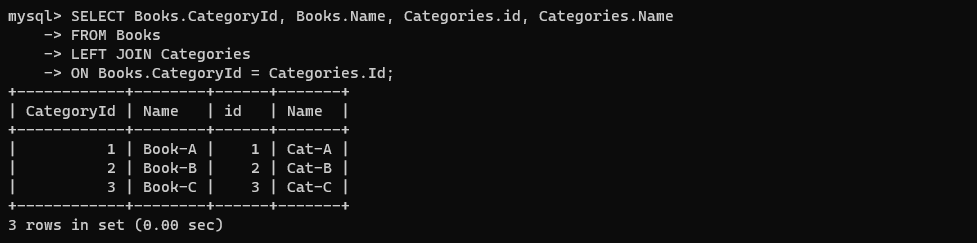 mysql> SELECT Books.CategoryId, Books.Name, Categories.id, Categories.Name
    -> FROM Books
    -> LEFT JOIN Categories
    -> ON Books.CategoryId = Categories.Id;
+------------+--------+------+-------+
| CategoryId | Name   | id   | Name  |
+------------+--------+------+-------+
|          1 | Book-A |    1 | Cat-A |
|          2 | Book-B |    2 | Cat-B |
|          3 | Book-C |    3 | Cat-C |
+------------+--------+------+-------+
3 rows in set (0.00 sec)